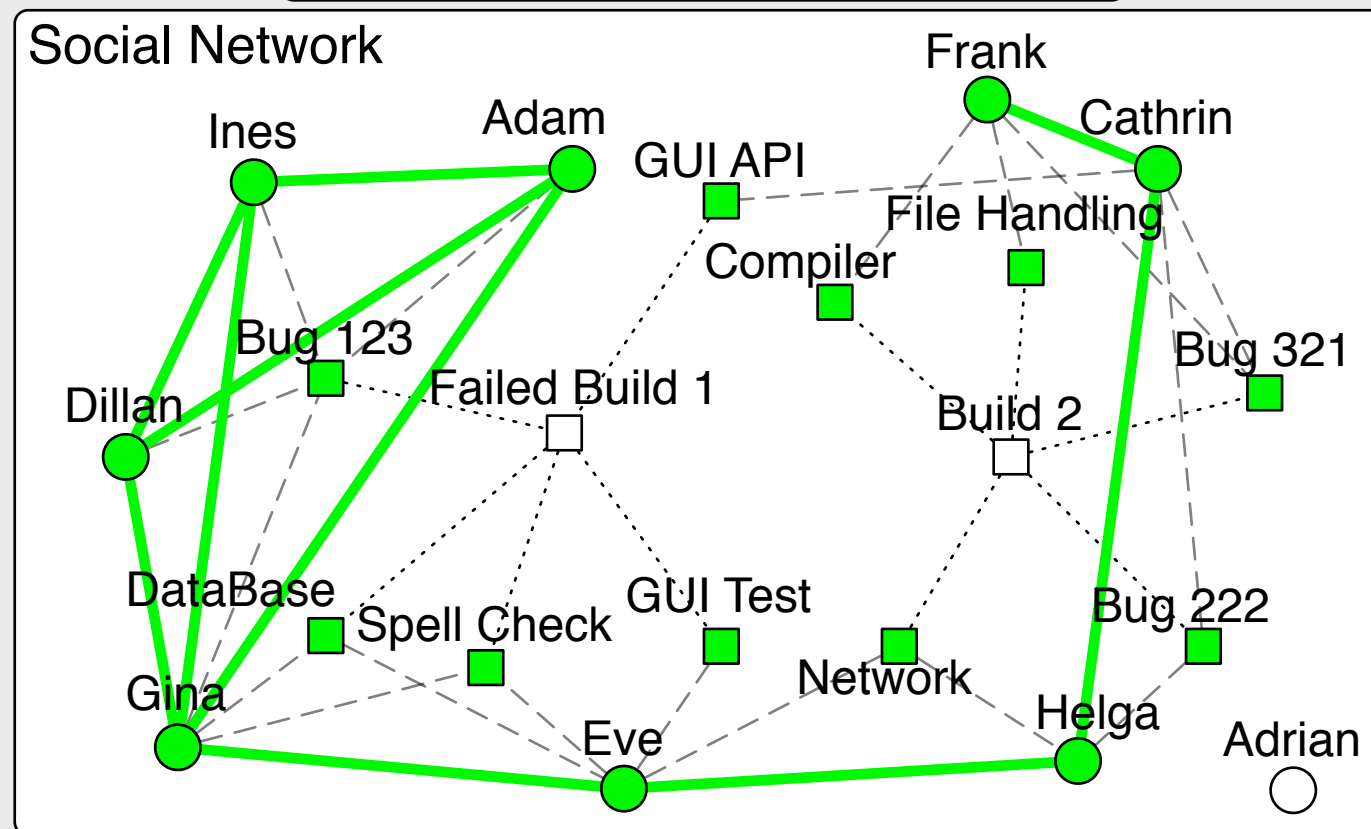 Social Network
Frank
Ines
Adam
Cathrin
GUI API
File Handling
Compiler
Bug 123
Bug 321
Dillan
Failed Build 1
Build 2
DataBase
Spell Check
GUI Test
Bug 222
Network
Gina
Eve
Helga
Adrian